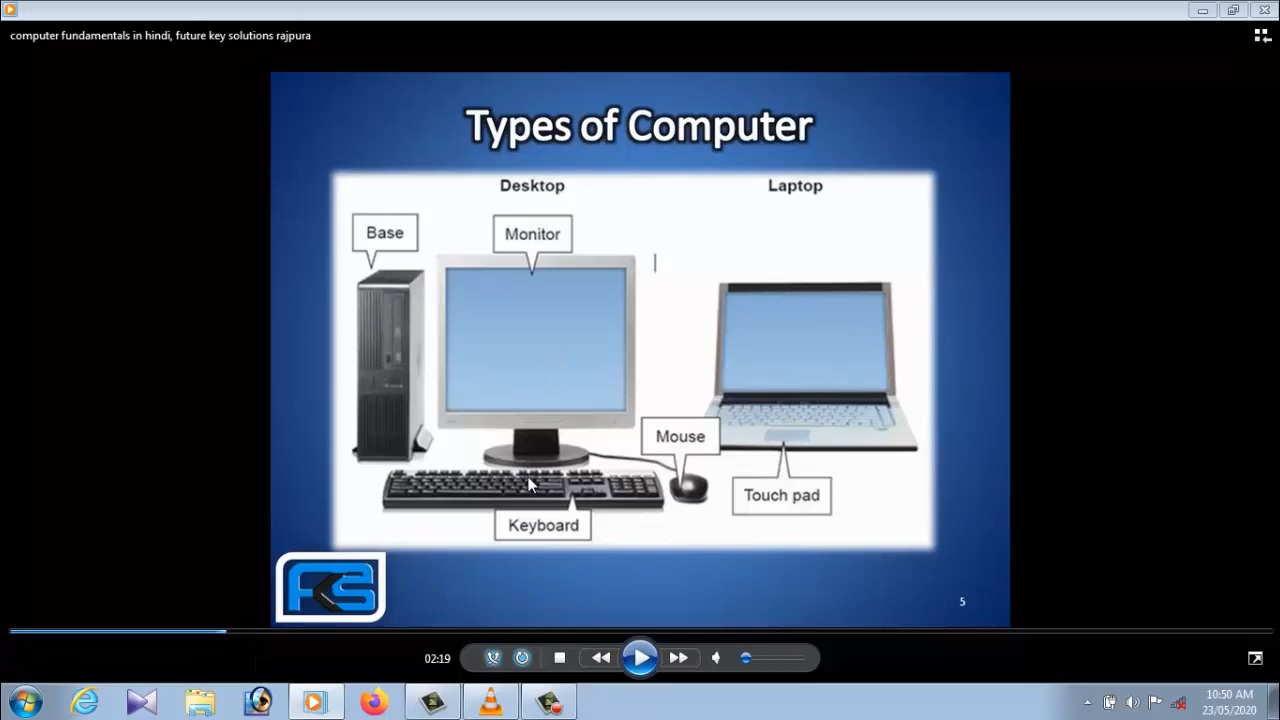 computer fundamentals in hindi, future key solutions rajpura
Types of Computer
Desktop
Laptop
Base
Monitor
Mouse
Touch pad
Keyboard
FKS
5
02:19
10:50 AM
23/05/2020